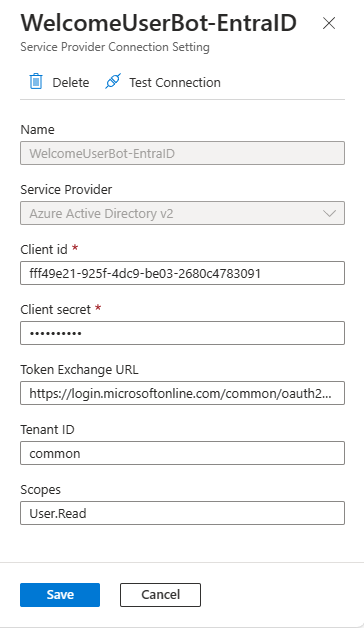 WelcomeUserBot-EntraID
Service Provider Connection Setting
Delete Test Connection
Name
WelcomeUserBot-EntraID
Service Provider
Azure Active Directory v2
Client id *
fff49e21-925f-4dc9-be03-2680c4783091
Client secret *
••••••••••
Token Exchange URL
https://login.microsoftonline.com/common/oauth2...
Tenant ID
common
Scopes
User.Read
Save Cancel